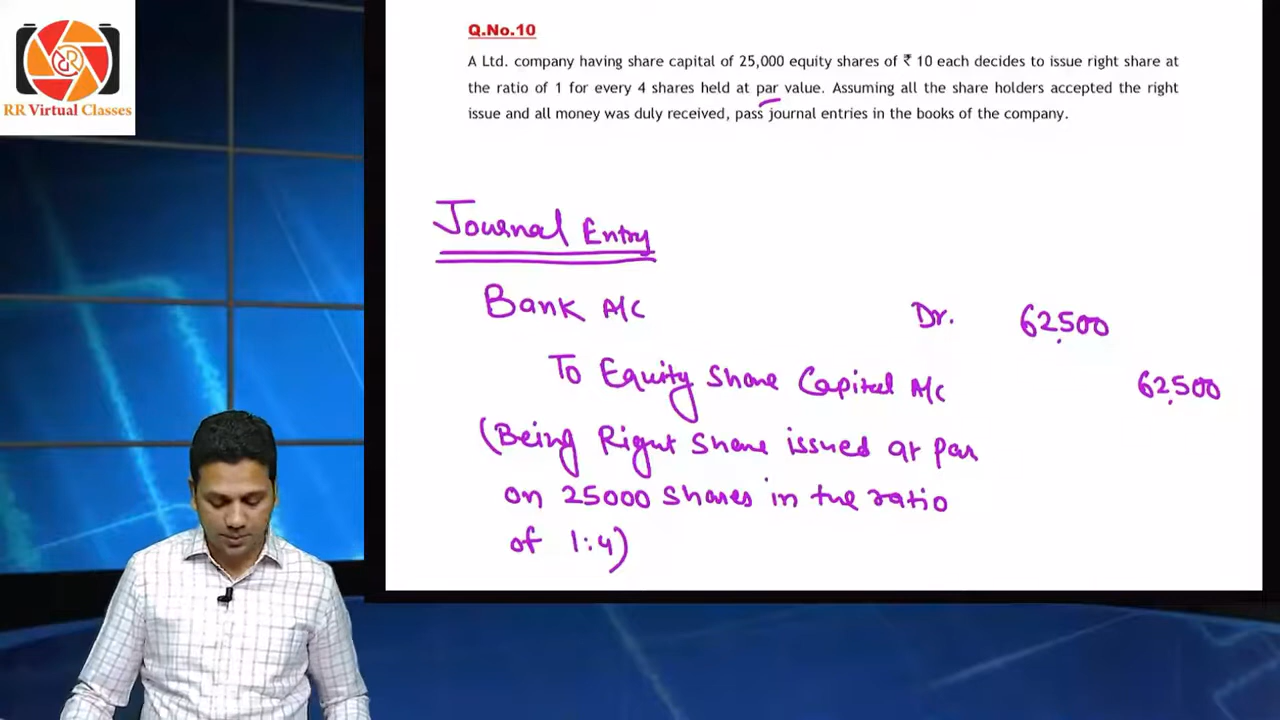 RR Virtual Classes
Q.No.10
A Ltd. company having share capital of 25,000 equity shares of ₹ 10 each decides to issue right share at
the ratio of 1 for every 4 shares held at par value. Assuming all the share holders accepted the right
issue and all money was duly received, pass journal entries in the books of the company.
Journal Entry
Bank A/C Dr. 62,500
To Equity Share Capital A/C 62,500
(Being Right Share issued at par
on 25000 shares in the ratio
of 1:4)